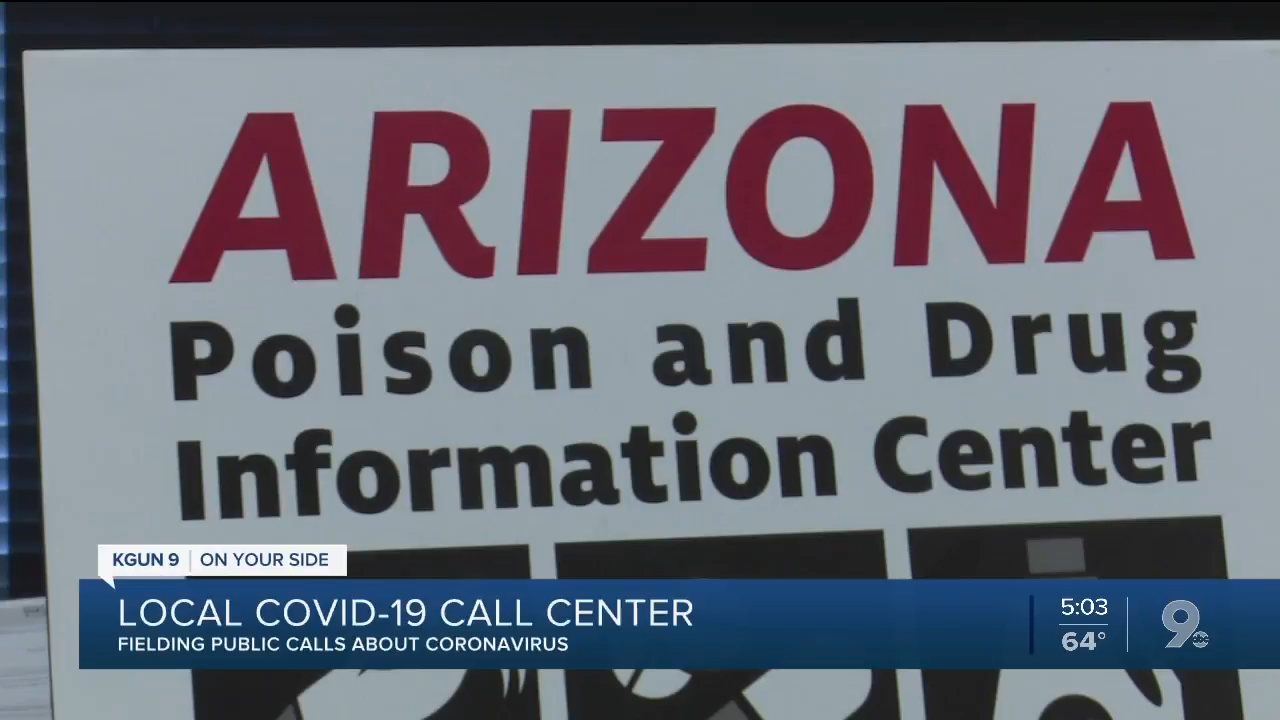 ARIZONA
Poison and Drug
Information Center
KGUN 9 | ON YOUR SIDE
LOCAL COVID-19 CALL CENTER
FIELDING PUBLIC CALLS ABOUT CORONAVIRUS
5:03
64°
9
abc